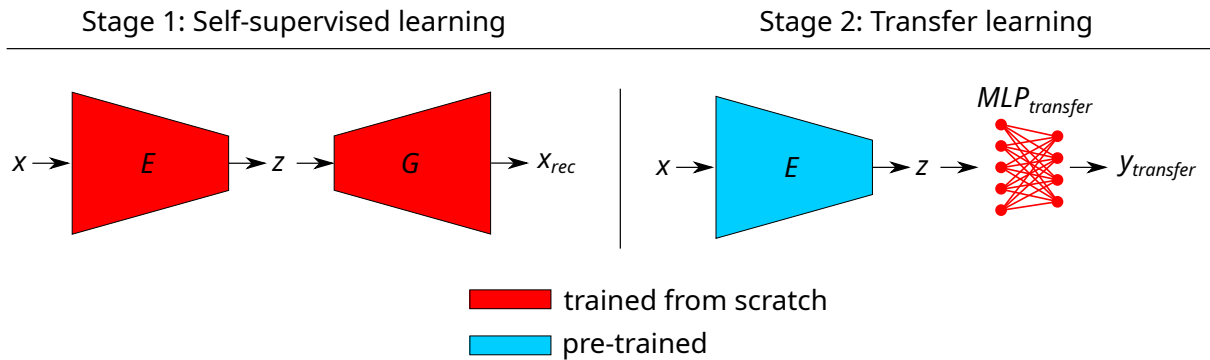 Stage 1: Self-supervised learning
Stage 2: Transfer learning
x E z G x_rec
MLP_transfer
x E z y_transfer
trained from scratch
pre-trained